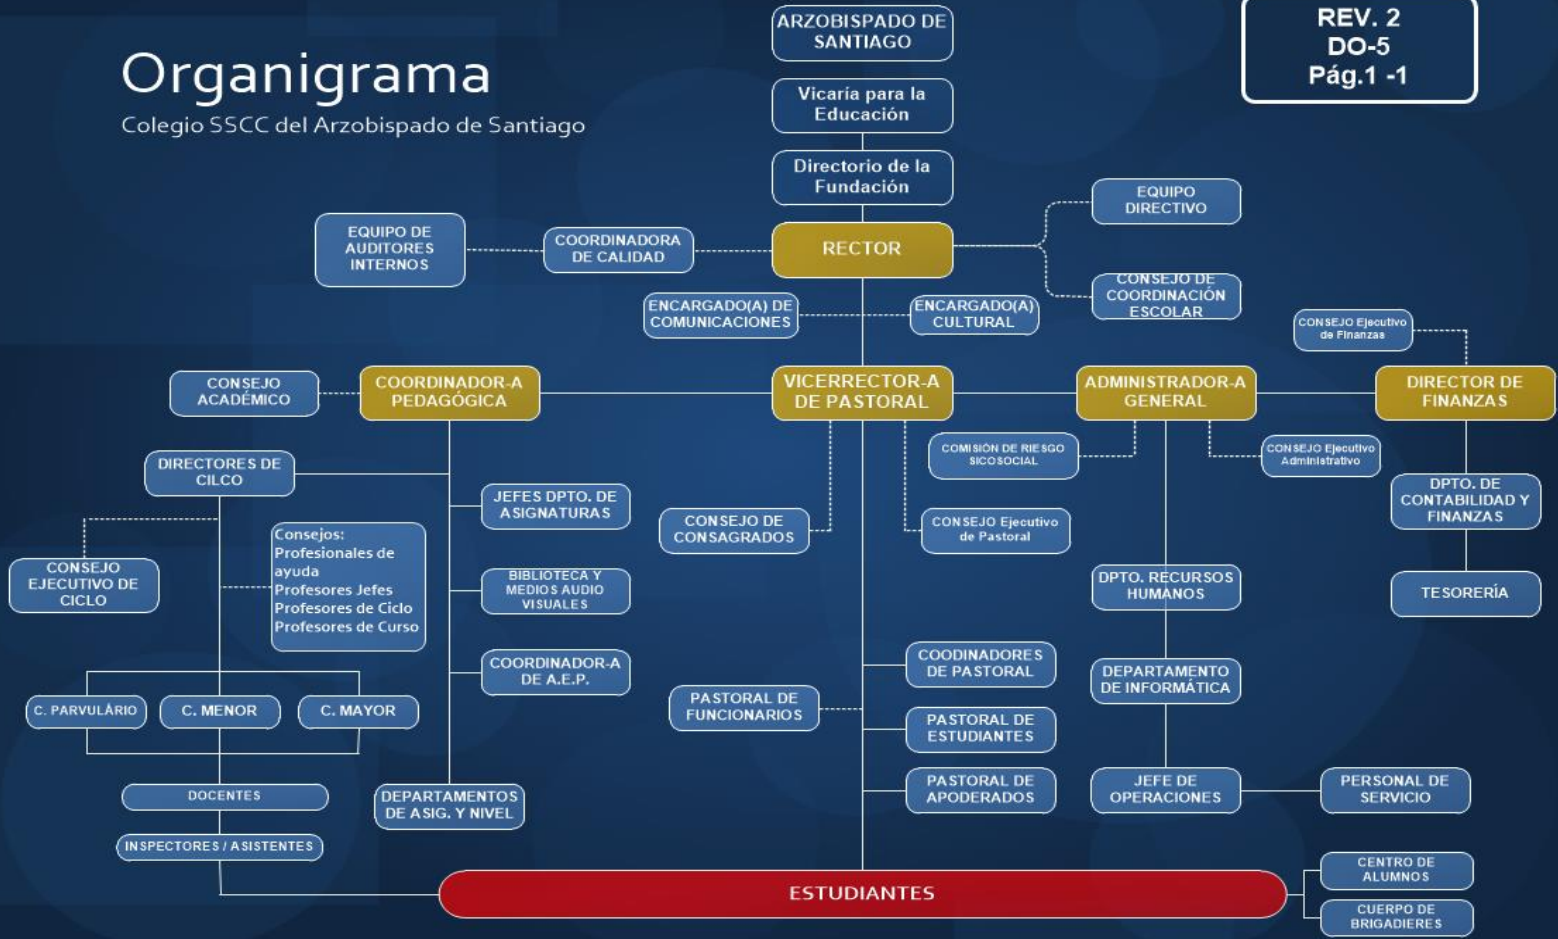 Organigrama
Colegio SSCC del Arzobispado de Santiago
REV. 2
DO-5
Pág.1 -1
ARZOBISPADO DE
SANTIAGO
Vicaría para la
Educación
Directorio de la
Fundación
RECTOR
EQUIPO
DIRECTIVO
CONSEJO DE
COORDINACIÓN
ESCOLAR
COORDINADORA
DE CALIDAD
EQUIPO DE
AUDITORES
INTERNOS
ENCARGADO(A) DE
COMUNICACIONES
ENCARGADO(A)
CULTURAL
CONSEJO Ejecutivo
de Finanzas
CONSEJO
ACADÉMICO
COORDINADOR-A
PEDAGÓGICA
VICERRECTOR-A
DE PASTORAL
ADMINISTRADOR-A
GENERAL
DIRECTOR DE
FINANZAS
DIRECTORES DE
CILCO
CONSEJO
EJECUTIVO DE
CICLO
Consejos:
Profesionales de
ayuda
Profesores Jefes
Profesores de Ciclo
Profesores de Curso
C. PARVULÁRIO
C. MENOR
C. MAYOR
DOCENTES
INSPECTORES / ASISTENTES
JEFES DPTO. DE
ASIGNATURAS
BIBLIOTECA Y
MEDIOS AUDIO
VISUALES
COORDINADOR-A
DE A.E.P.
DEPARTAMENTOS
DE ASIG. Y NIVEL
CONSEJO DE
CONSAGRADOS
CONSEJO Ejecutivo
de Pastoral
PASTORAL DE
FUNCIONARIOS
COODINADORES
DE PASTORAL
PASTORAL DE
ESTUDIANTES
PASTORAL DE
APODERADOS
COMISIÓN DE RIESGO
SICOSOCIAL
CONSEJO Ejecutivo
Administrativo
DPTO. RECURSOS
HUMANOS
DEPARTAMENTO
DE INFORMÁTICA
JEFE DE
OPERACIONES
PERSONAL DE
SERVICIO
DPTO. DE
CONTABILIDAD Y
FINANZAS
TESORERÍA
ESTUDIANTES
CENTRO DE
ALUMNOS
CUERPO DE
BRIGADIERES